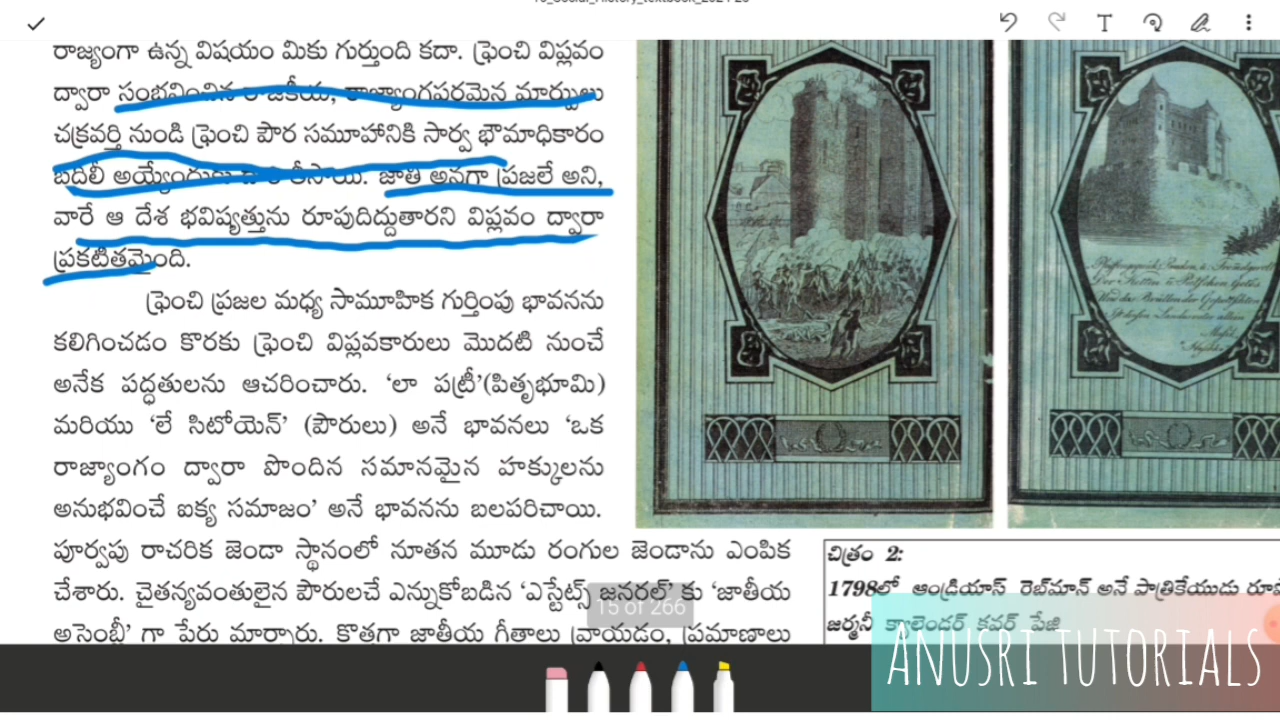 రాజ్యంగా ఉన్న విషయం మీకు గుర్తుంది కదా. ఫ్రెంచి విప్లవం
ద్వారా సంభవించిన రాజకీయ, రాజ్యాంగపరమైన మార్పులు
చక్రవర్తి నుండి ఫ్రెంచి పౌర సమూహానికి సార్వ భౌమాధికారం
బదిలీ అయ్యేందుకు దారి తీసాయి. జాతి అనగా ప్రజలే అని,
వారే ఆ దేశ భవిష్యత్తును రూపుదిద్దుతారని విప్లవం ద్వారా
ప్రకటితమైంది.
ఫ్రెంచి ప్రజల మధ్య సామూహిక గుర్తింపు భావనను
కలిగించడం కొరకు ఫ్రెంచి విప్లవకారులు మొదటి నుంచే
అనేక పద్ధతులను ఆచరించారు. ‘లా పట్రీ’(పితృభూమి)
మరియు ‘లే సిటోయెన్’ (పౌరులు) అనే భావనలు ‘ఒక
రాజ్యాంగం ద్వారా పొందిన సమానమైన హక్కులను
అనుభవించే ఐక్య సమాజం’ అనే భావనను బలపరిచాయి.
పూర్వపు రాచరిక జెండా స్థానంలో నూతన మూడు రంగుల జెండాను ఎంపిక
చేశారు. చైతన్యవంతులైన పౌరులచే ఎన్నుకోబడిన ‘ఎస్టేట్స్ జనరల్’ కు ‘జాతీయ
అసెంబ్లీ’ గా పేరు మార్చారు. కొత్తగా జాతీయ గీతాలు వ్రాయడం, ప్రమాణాలు
15 of 266
చిత్రం 2:
1798లో ఆండ్రియాస్ రెబ్‌మాన్ అనే పాత్రికేయుడు
జర్మనీ క్యాలెండర్ కవర్ పేజీ
ANUSRI TUTORIALS